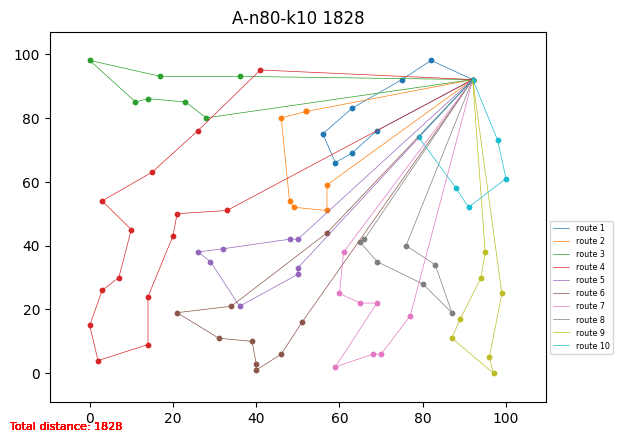 A-n80-k10 1828
100
80
60
40
20
0
0 20 40 60 80 100
route 1
route 2
route 3
route 4
route 5
route 6
route 7
route 8
route 9
route 10
Total distance: 1828